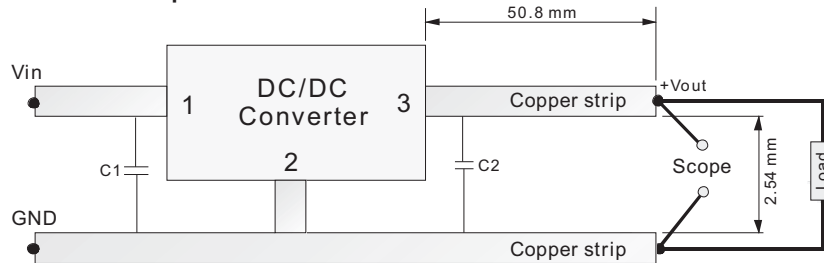 50.8 mm
Vin
DC/DC
Converter
1
3
Copper strip
+Vout
C1
C2
2
Scope
2.54 mm
Load
GND
Copper strip